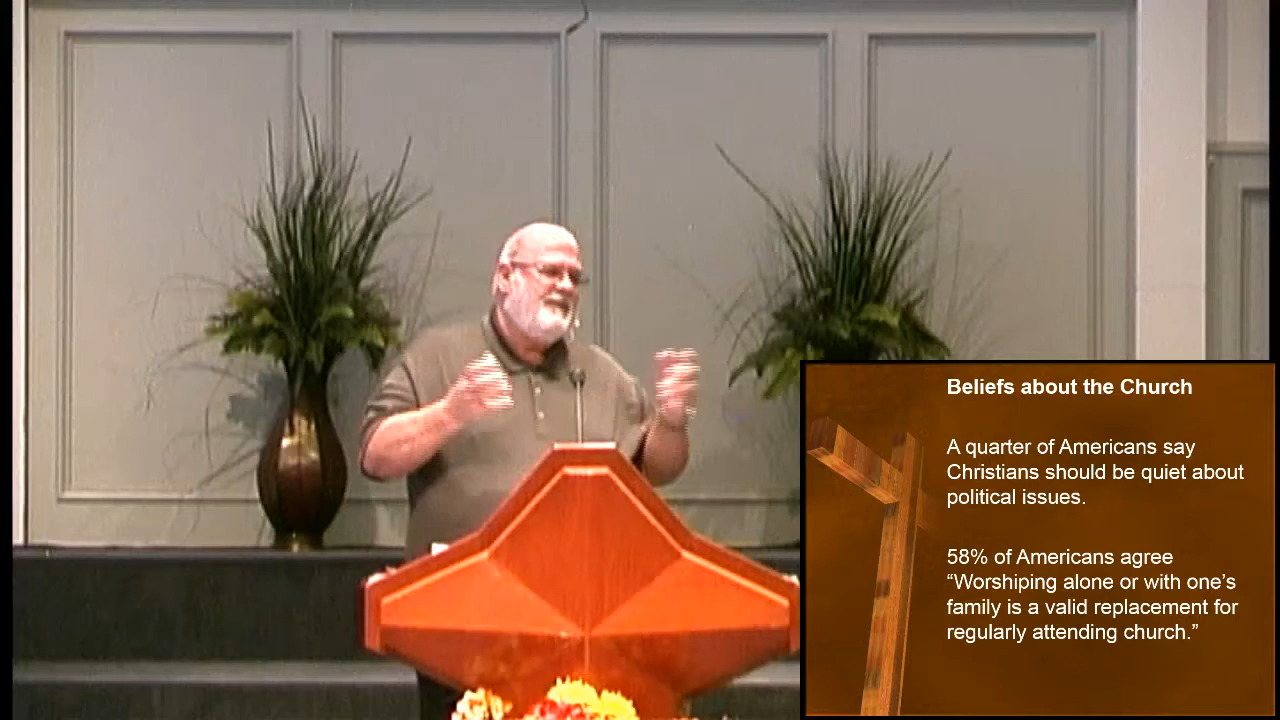 Beliefs about the Church
A quarter of Americans say
Christians should be quiet about
political issues.
58% of Americans agree
“Worshiping alone or with one’s
family is a valid replacement for
regularly attending church.”